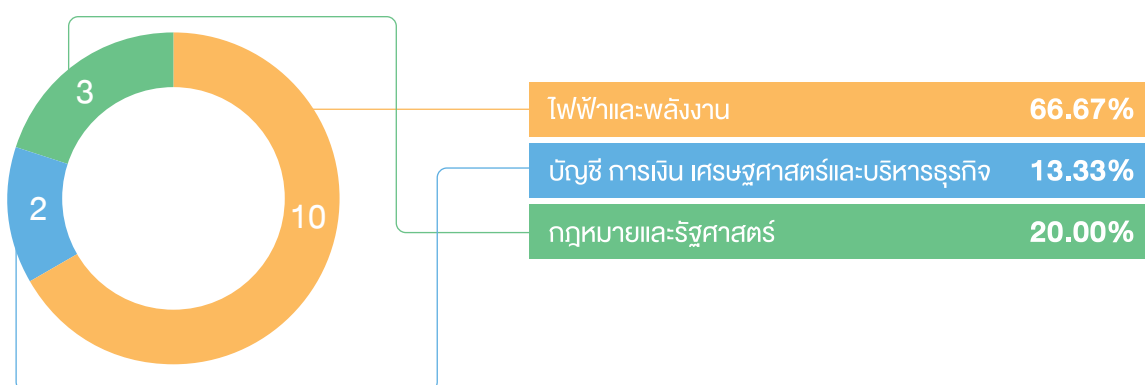 3
2
10
ไฟฟ้าและพลังงาน 66.67%
บัญชี การเงิน เศรษฐศาสตร์และบริหารธุรกิจ 13.33%
กฎหมายและรัฐศาสตร์ 20.00%